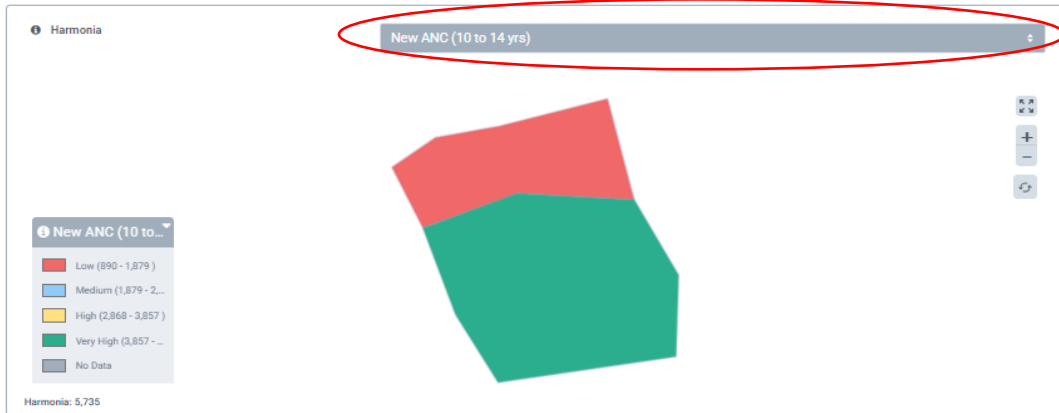 Harmonia
New ANC (10 to 14 yrs)
New ANC (10 to...
Low (890 - 1,879 )
Medium (1,879 - 2,...
High (2,868 - 3,857 )
Very High (3,857 - ...
No Data
Harmonia: 5,735